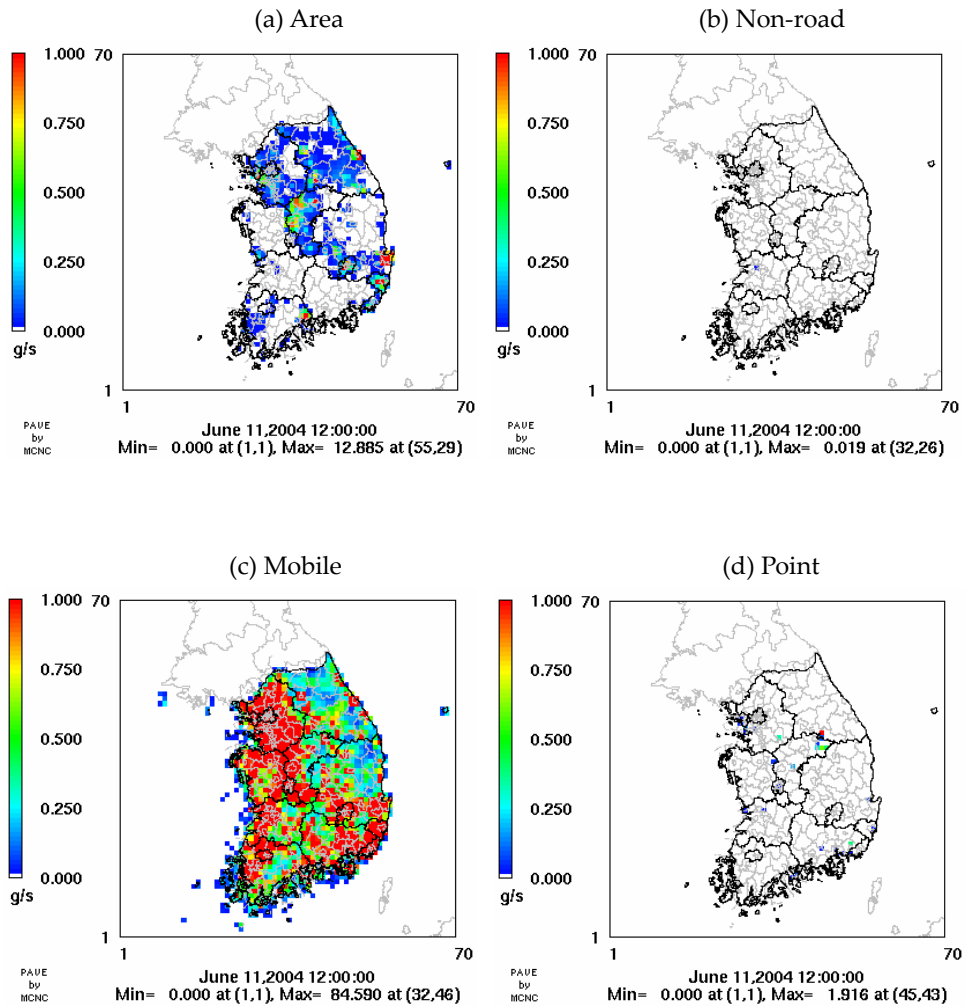 (a) Area
(b) Non-road
1.000
0.750
0.500
0.250
0.000
g/s
70
1
1
70
PAVE
by
MCNC
June 11,2004 12:00:00
Min= 0.000 at (1,1), Max= 12.885 at (55,29)
1.000
0.750
0.500
0.250
0.000
g/s
70
1
1
70
PAVE
by
MCNC
June 11,2004 12:00:00
Min= 0.000 at (1,1), Max= 0.019 at (32,26)
(c) Mobile
(d) Point
1.000
0.750
0.500
0.250
0.000
g/s
70
1
1
70
PAVE
by
MCNC
June 11,2004 12:00:00
Min= 0.000 at (1,1), Max= 84.590 at (32,46)
1.000
0.750
0.500
0.250
0.000
g/s
70
1
1
70
PAVE
by
MCNC
June 11,2004 12:00:00
Min= 0.000 at (1,1), Max= 1.916 at (45,43)